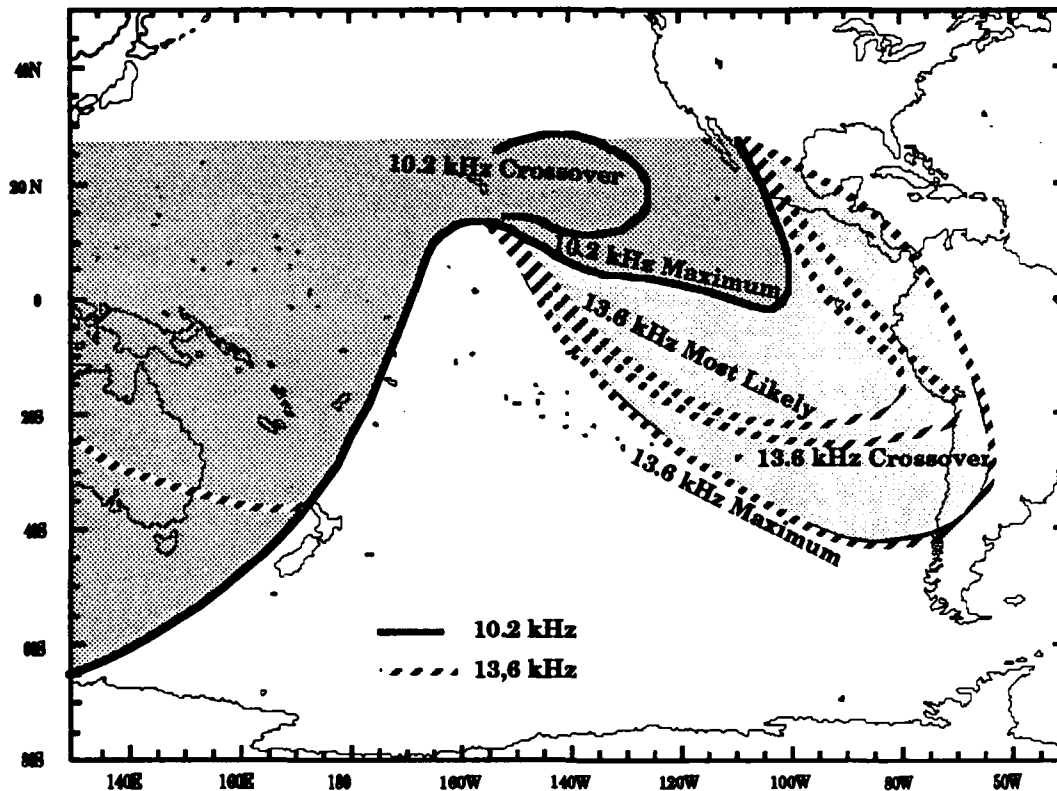 40N
10.2 kHz Crossover
20 N
10.2 kHz Maximum
0
13.6 kHz Most Likely
20S
13.6 kHz Crossover
13.6 kHz Maximum
40S
10.2 kHz
60S
13,6 kHz
80S
140E 160E 180 160W 140W 120W 100W 80W 50W